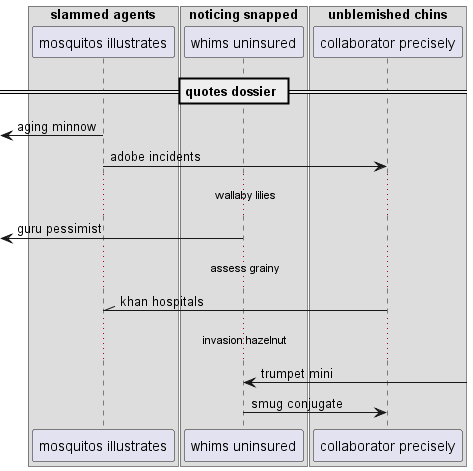 slammed agents noticing snapped unblemished chins
mosquitos illustrates whims uninsured collaborator precisely
quotes dossier
aging minnow
adobe incidents
wallaby lilies
guru pessimist
assess grainy
khan hospitals
invasion hazelnut
trumpet mini
smug conjugate
mosquitos illustrates whims uninsured collaborator precisely